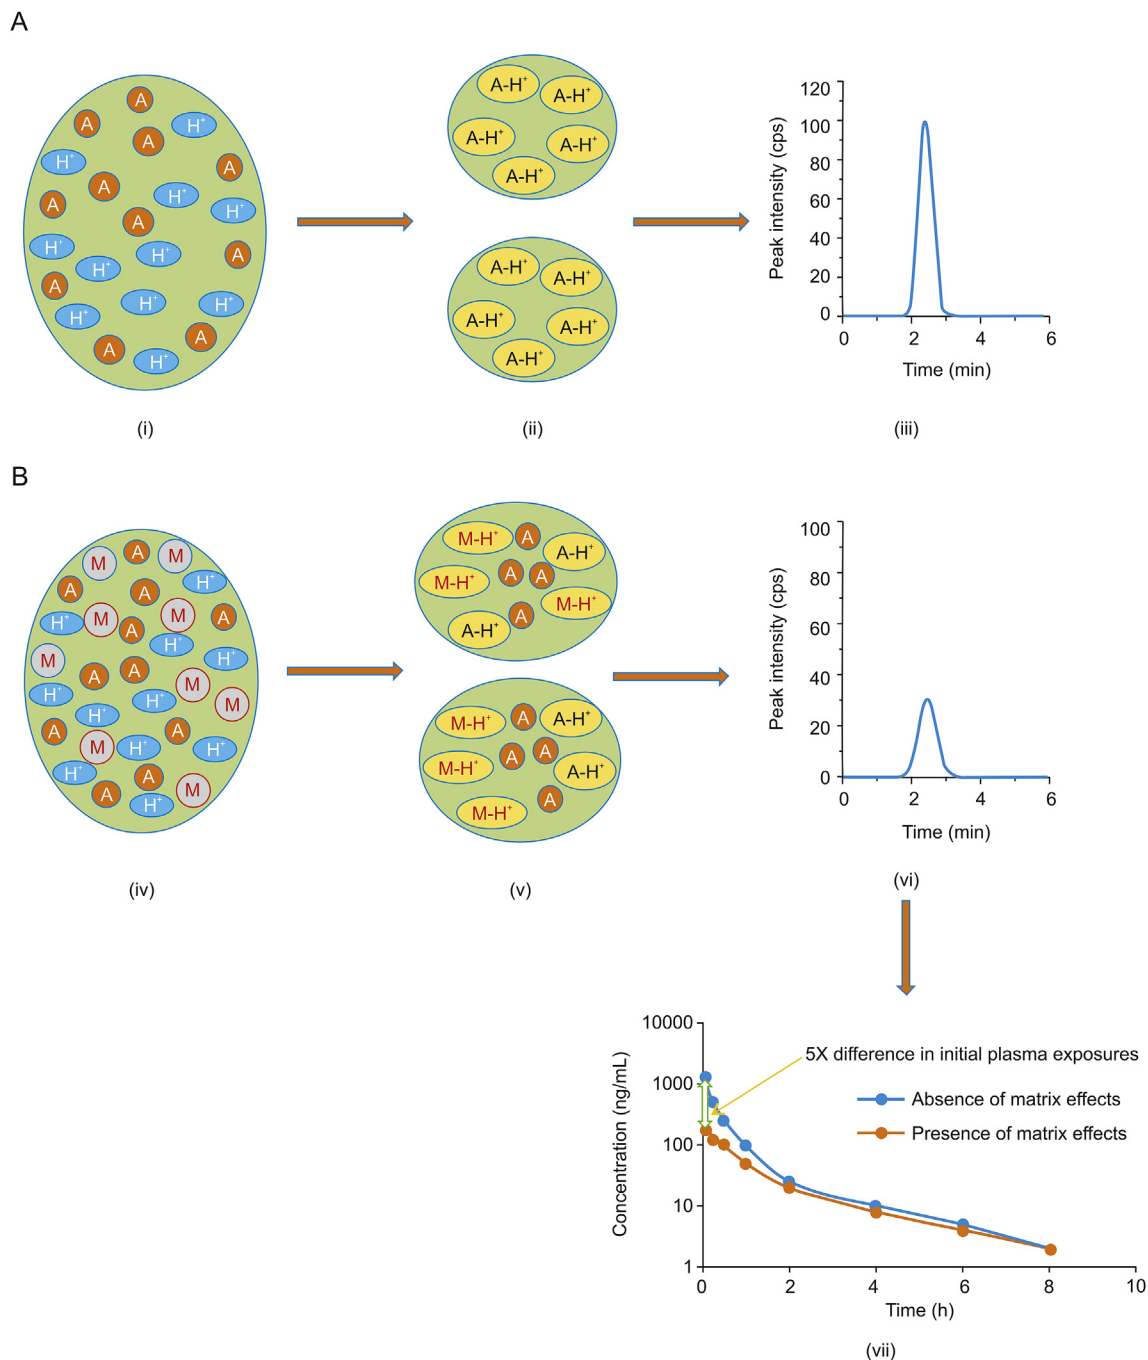 A
A
A
H⁺
A
H⁺
A
A
H⁺
A
H⁺
A
H⁺
H⁺
H⁺
A
A
H⁺
H⁺
H⁺
H⁺
A
A
H⁺
(i)
A-H⁺
A-H⁺
A-H⁺
A-H⁺
A-H⁺
A-H⁺
A-H⁺
A-H⁺
A-H⁺
A-H⁺
(ii)
Peak intensity (cps)
120
100
80
60
40
20
0
0 2 4 6
Time (min)
(iii)
B
M
A
M
H⁺
A
A
M
M
A
H⁺
A
H⁺
M
H⁺
A
A
M
H⁺
H⁺
M
H⁺
A
A
M
H⁺
H⁺
H⁺
A
A
M
H⁺
(iv)
M-H⁺
A
A-H⁺
M-H⁺
A
A
M-H⁺
A
A-H⁺
M-H⁺
A
A-H⁺
A
A
M-H⁺
A-H⁺
A
M-H⁺
(v)
Peak intensity (cps)
100
80
60
40
20
0
0 2 4 6
Time (min)
(vi)
Concentration (ng/mL)
10000
1000
100
10
1
5X difference in initial plasma exposures
Absence of matrix effects
Presence of matrix effects
0 2 4 6 8 10
Time (h)
(vii)